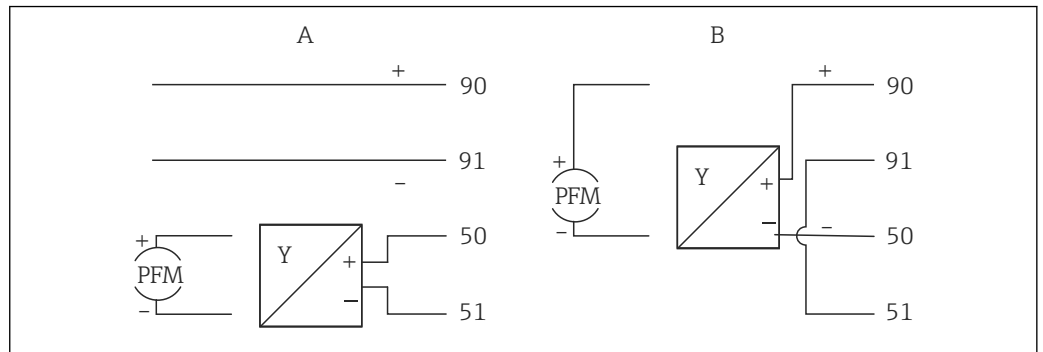 A B
+ 90 + 90
91 + 91
− Y
PFM +
+ 50 − − − 50
Y
PFM +
− − 51 51